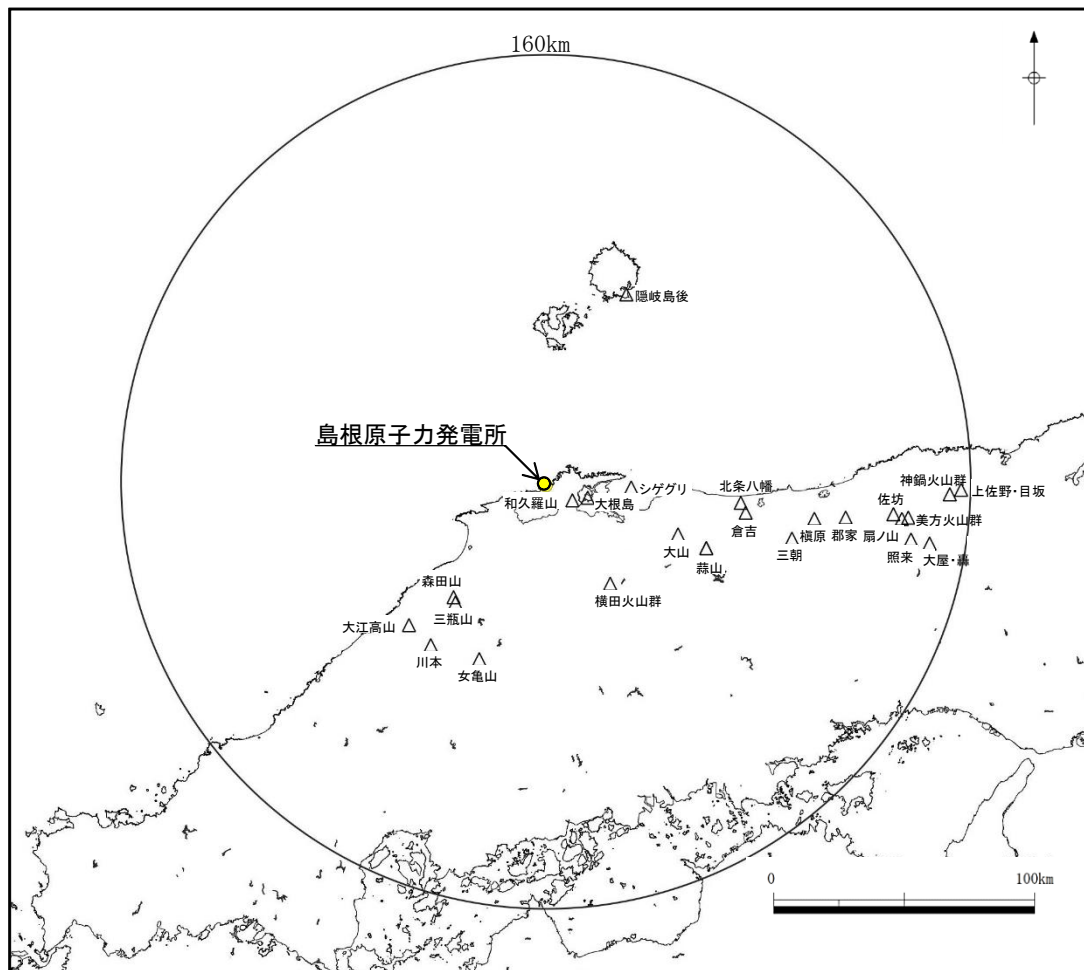 160km
隠岐島後
島根原子力発電所
シゲグリ
和久羅山
大根島
北条八幡
倉吉
神鍋火山群
上佐野・目坂
佐坊
美方火山群
扇ノ山
郡家
槇原
三朝
照来
大屋・轟
大山
蒜山
横田火山群
森田山
三瓶山
大江高山
川本
女亀山
0
100km